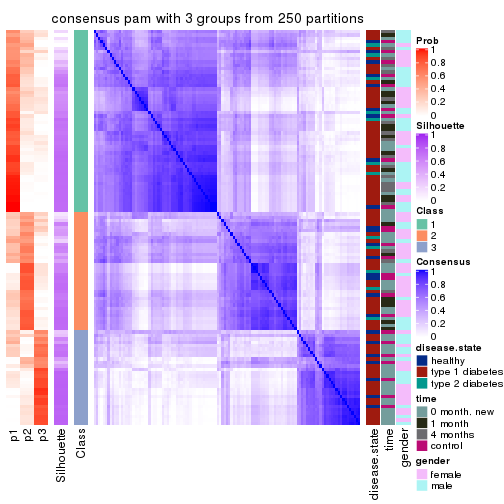 consensus pam with 3 groups from 250 partitions
p1
p2
p3
Silhouette
Class
disease.state
time
gender
Prob
1
0.8
0.6
0.4
0.2
0
Silhouette
1
0.8
0.6
0.4
0.2
0
Class
1
2
3
Consensus
1
0.8
0.6
0.4
0.2
0
disease.state
healthy
type 1 diabetes
type 2 diabetes
time
0 month, new
1 month
4 months
control
gender
female
male